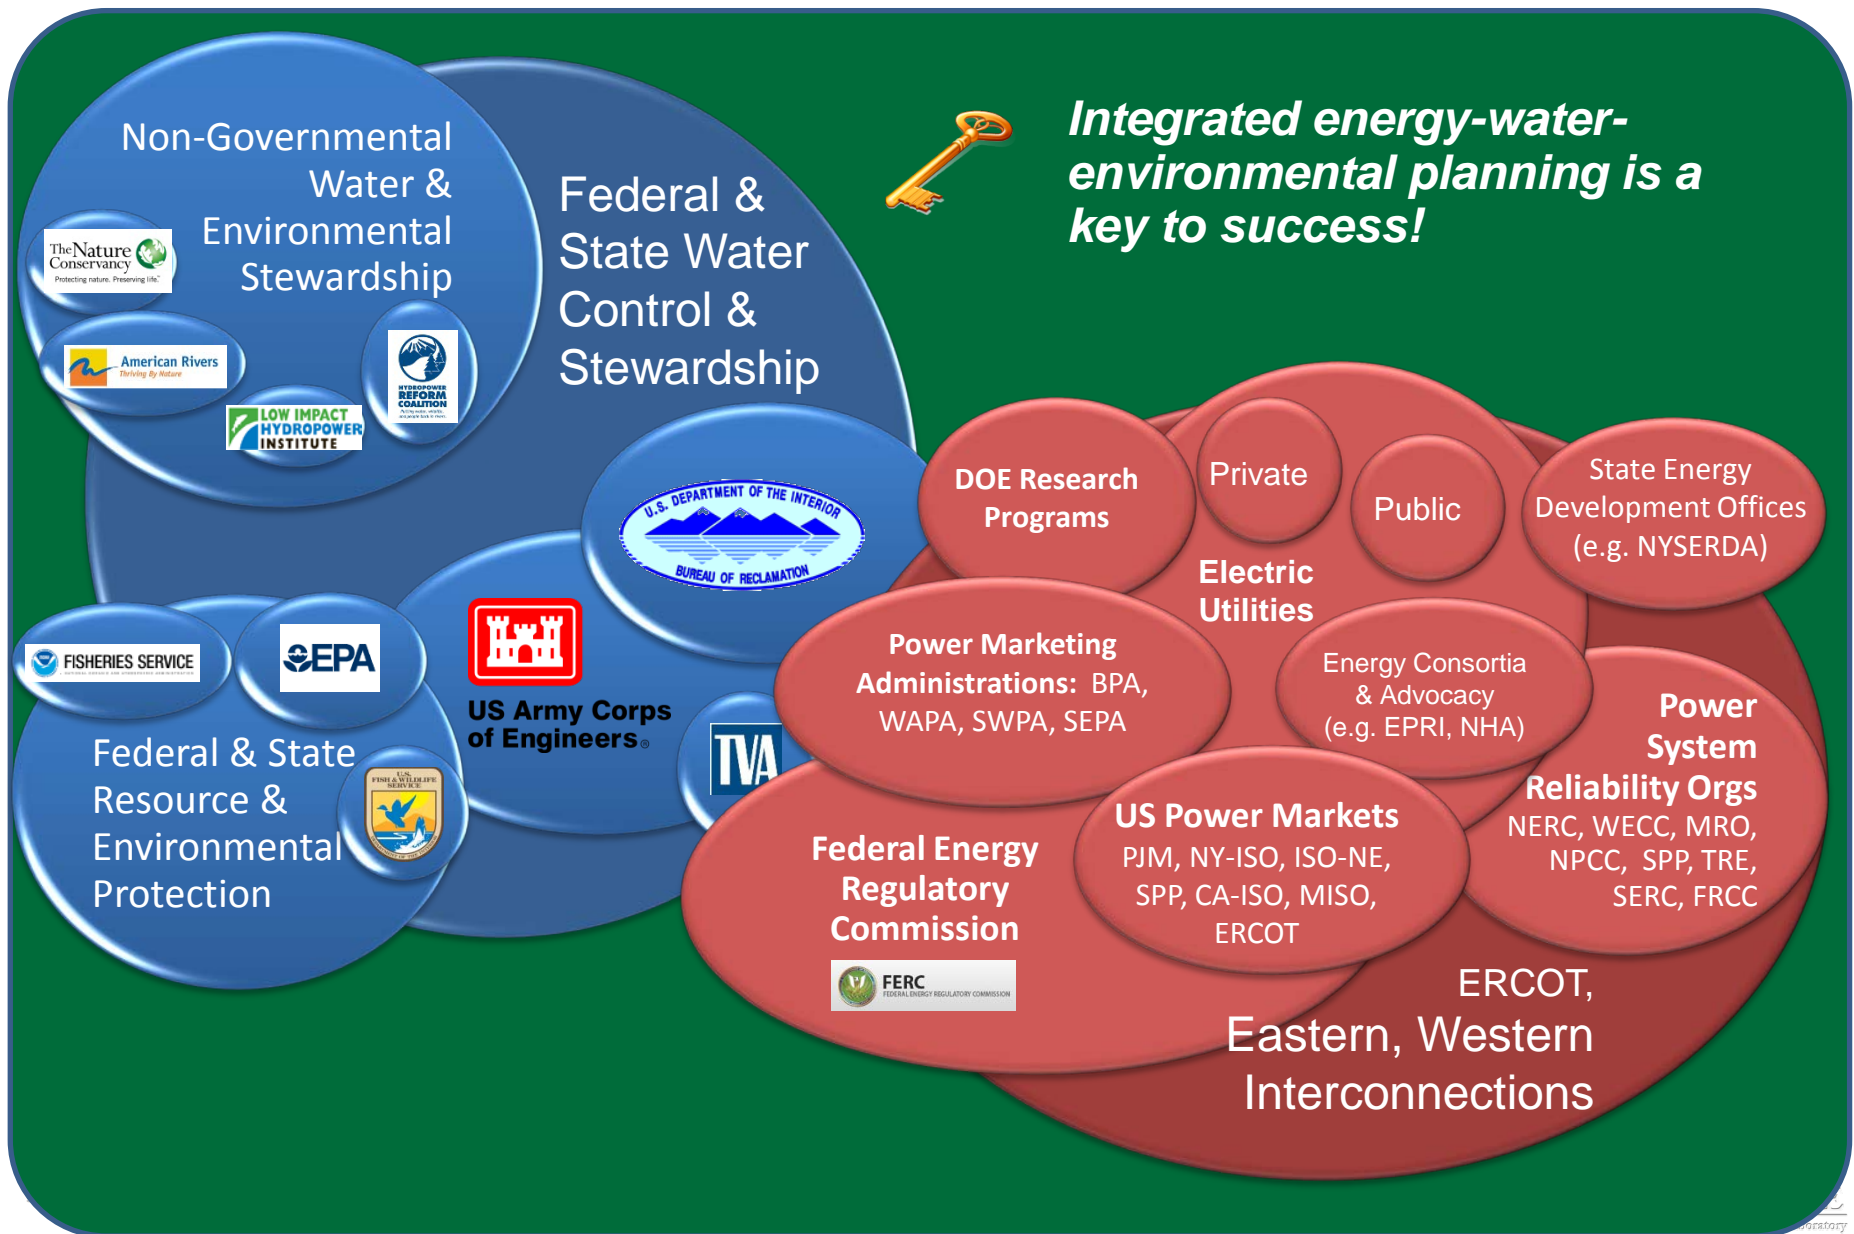 Integrated energy-water-
environmental planning is a
key to success!
Non-Governmental
Water &
Environmental
Stewardship
The Nature
Conservancy
Protecting nature. Preserving life.
American Rivers
Thriving By Nature
LOW IMPACT
HYDROPOWER
INSTITUTE
HYDROPOWER
REFORM
COALITION
Federal &
State Water
Control &
Stewardship
U.S. DEPARTMENT OF THE INTERIOR
BUREAU OF RECLAMATION
US Army Corps
of Engineers®
TVA
FISHERIES SERVICE
EPA
U.S.
FISH & WILDLIFE
SERVICE
Federal & State
Resource &
Environmental
Protection
DOE Research
Programs
Private
Public
Electric
Utilities
State Energy
Development Offices
(e.g. NYSERDA)
Power Marketing
Administrations: BPA,
WAPA, SWPA, SEPA
Energy Consortia
& Advocacy
(e.g. EPRI, NHA)
Power
System
Reliability Orgs
NERC, WECC, MRO,
NPCC, SPP, TRE,
SERC, FRCC
US Power Markets
PJM, NY-ISO, ISO-NE,
SPP, CA-ISO, MISO,
ERCOT
Federal Energy
Regulatory
Commission
FERC
FEDERAL ENERGY REGULATORY COMMISSION
ERCOT,
Eastern, Western
Interconnections